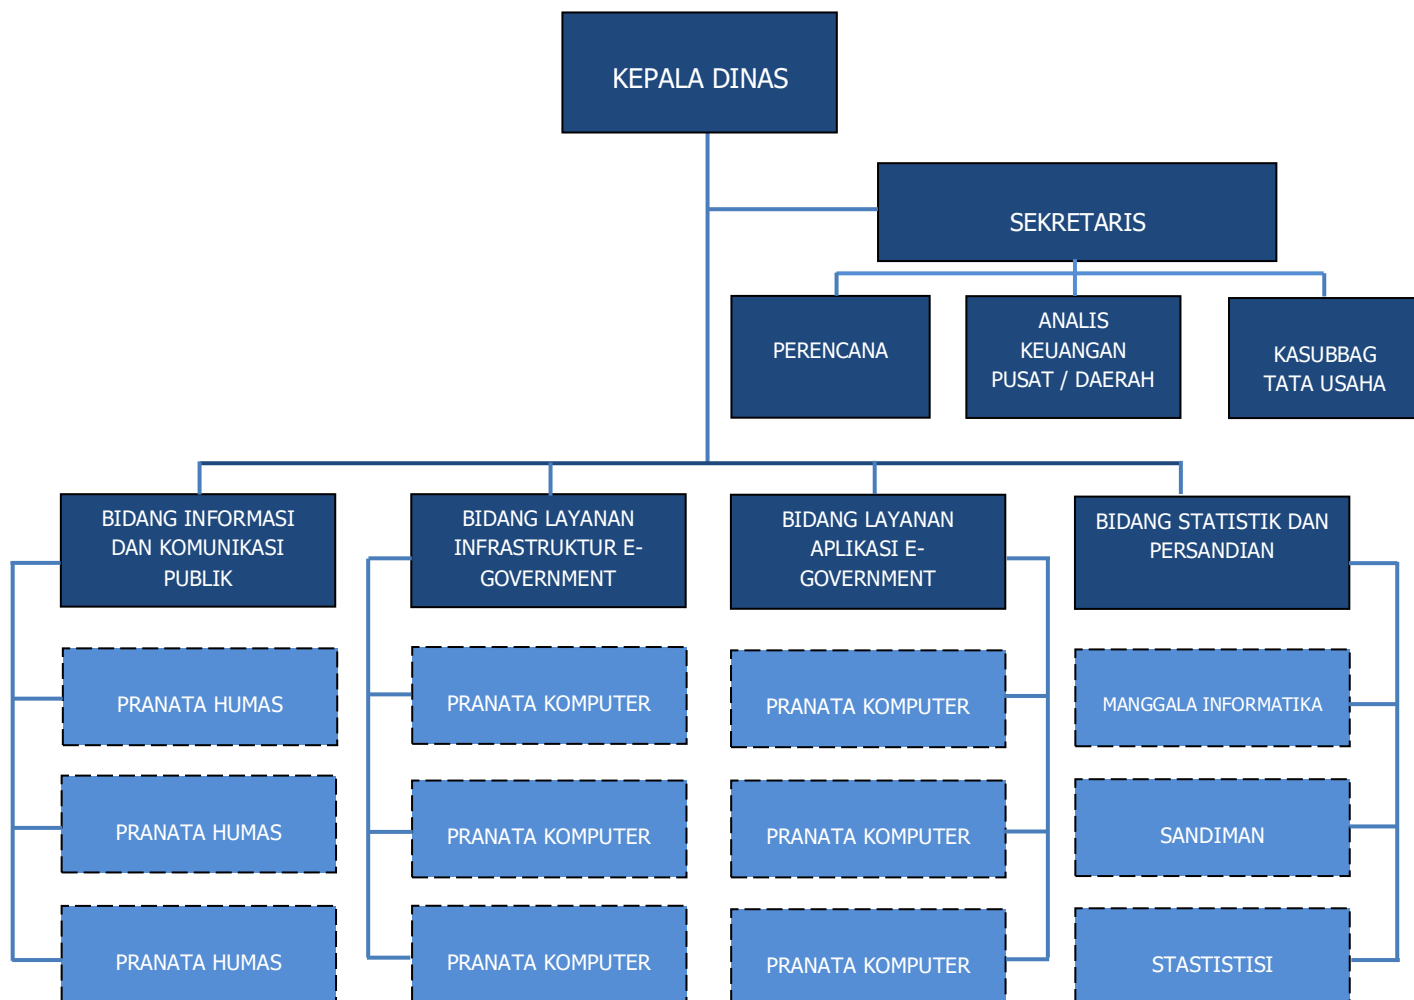 KEPALA DINAS
SEKRETARIS
PERENCANA
ANALIS
KEUANGAN
PUSAT / DAERAH
KASUBBAG
TATA USAHA
BIDANG INFORMASI
DAN KOMUNIKASI
PUBLIK
BIDANG LAYANAN
INFRASTRUKTUR E-
GOVERNMENT
BIDANG LAYANAN
APLIKASI E-
GOVERNMENT
BIDANG STATISTIK DAN
PERSANDIAN
PRANATA HUMAS
PRANATA KOMPUTER
PRANATA KOMPUTER
MANGGALA INFORMATIKA
PRANATA HUMAS
PRANATA KOMPUTER
PRANATA KOMPUTER
SANDIMAN
PRANATA HUMAS
PRANATA KOMPUTER
PRANATA KOMPUTER
STASTISTISI